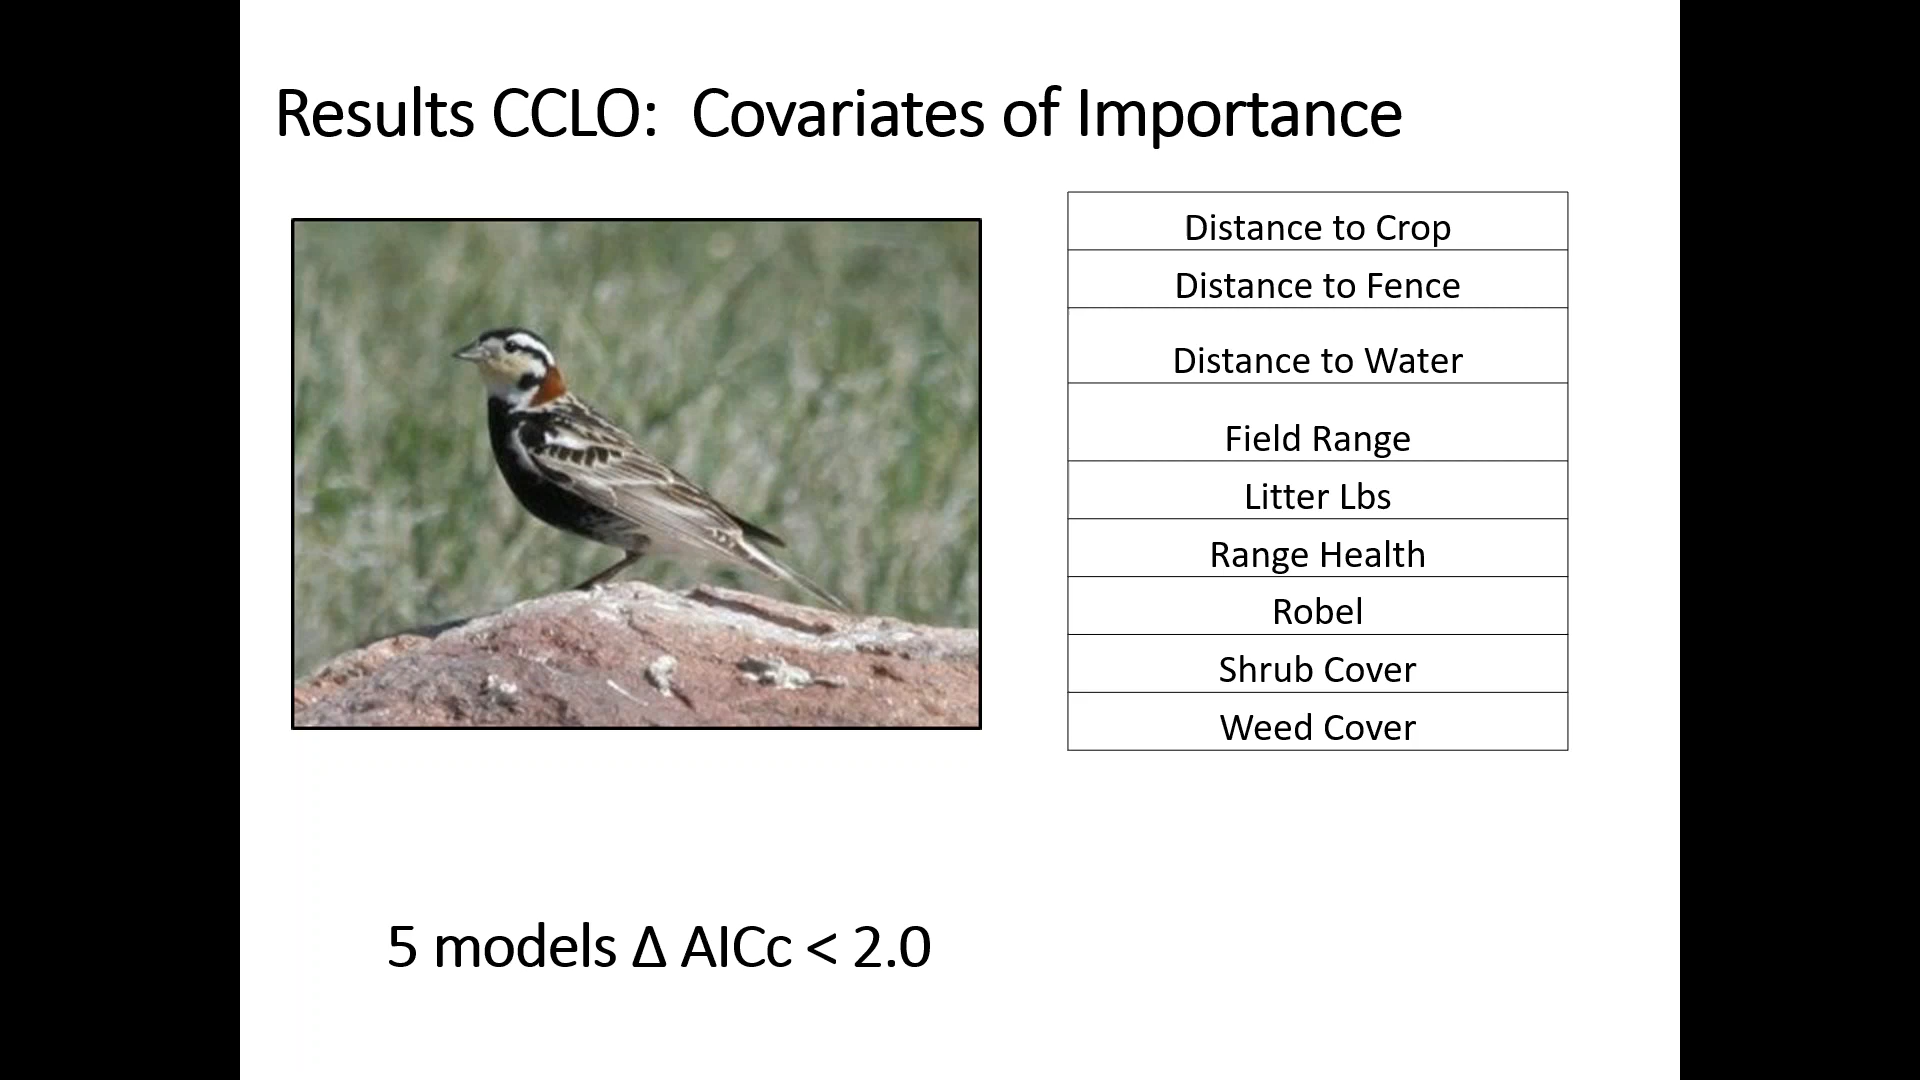 Results CCLO:  Covariates of Importance
Distance to Crop
Distance to Fence
Distance to Water
Field Range
Litter Lbs
Range Health
Robel
Shrub Cover
Weed Cover
5 models Δ AICc < 2.0